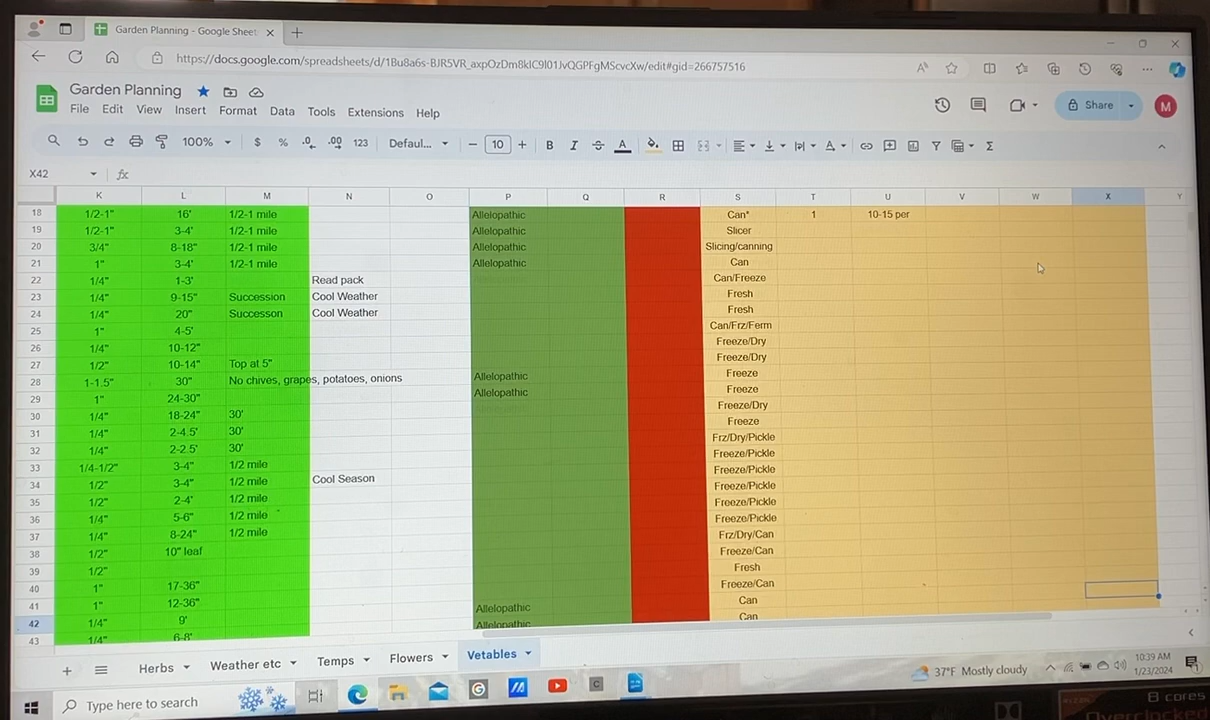 Garden Planning - Google Sheet
https://docs.google.com/spreadsheets/d/1Bu8a6s-BJR5VR_axpOzDm8klC9I01JvQGPFgMScvcXw/edit#gid=266757516
Garden Planning
File Edit View Insert Format Data Tools Extensions Help
Share M
100% $ % .0 .00 123 Defaul... 10 B I A
X42 fx
K L M N O P Q R S T U V W X Y
18 1/2-1" 16' 1/2-1 mile Allelopathic Can* 1 10-15 per
19 1/2-1" 3-4' 1/2-1 mile Allelopathic Slicer
20 3/4" 8-18" 1/2-1 mile Allelopathic Slicing/canning
21 1" 3-4' 1/2-1 mile Allelopathic Can
22 1/4" 1-3' Read pack Can/Freeze
23 1/4" 9-15" Succession Cool Weather Fresh
24 1/4" 20" Successon Cool Weather Fresh
25 1" 4-5' Can/Frz/Ferm
26 1/4" 10-12" Freeze/Dry
27 1/2" 10-14" Top at 5" Freeze/Dry
28 1-1.5" 30" No chives, grapes, potatoes, onions Allelopathic Freeze
29 1" 24-30" Allelopathic Freeze
30 1/4" 18-24" 30' Freeze/Dry
31 1/4" 2-4.5' 30' Freeze
32 1/4" 2-2.5' 30' Frz/Dry/Pickle
33 1/4-1/2" 3-4" 1/2 mile Freeze/Pickle
34 1/2" 3-4" 1/2 mile Cool Season Freeze/Pickle
35 1/2" 2-4' 1/2 mile Freeze/Pickle
36 1/4" 5-6" 1/2 mile Freeze/Pickle
37 1/4" 8-24" 1/2 mile Freeze/Pickle
38 1/2" 10" leaf Frz/Dry/Can
39 1/2" Freeze/Can
40 1" 17-36" Fresh
41 1" 12-36" Freeze/Can
42 1/4" 9' Allelopathic Can
43 1/4" 6-8' Allelopathic Can
Herbs Weather etc Temps Flowers Vetables
Type here to search
37°F Mostly cloudy
10:39 AM
1/23/2024
8 cores
Overclocked